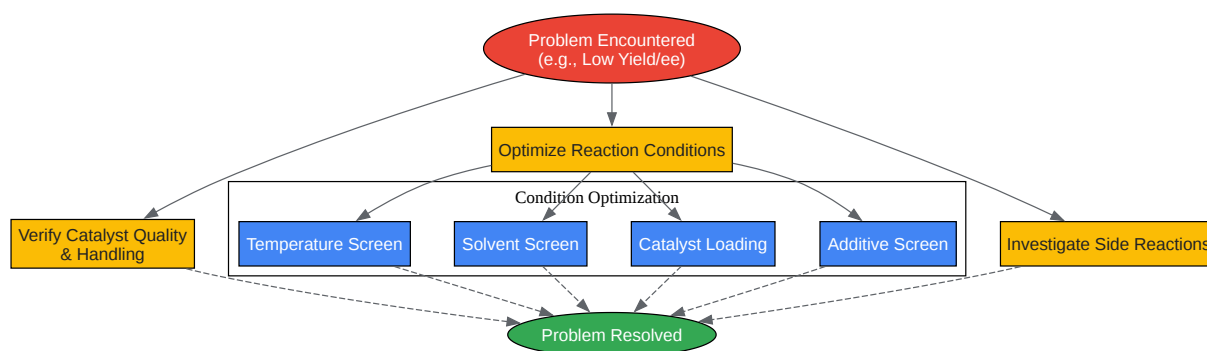 Problem Encountered
(e.g., Low Yield/ee)
Optimize Reaction Conditions
Condition Optimization
Verify Catalyst Quality
& Handling
Temperature Screen
Solvent Screen
Catalyst Loading
Additive Screen
Investigate Side Reactions
Problem Resolved